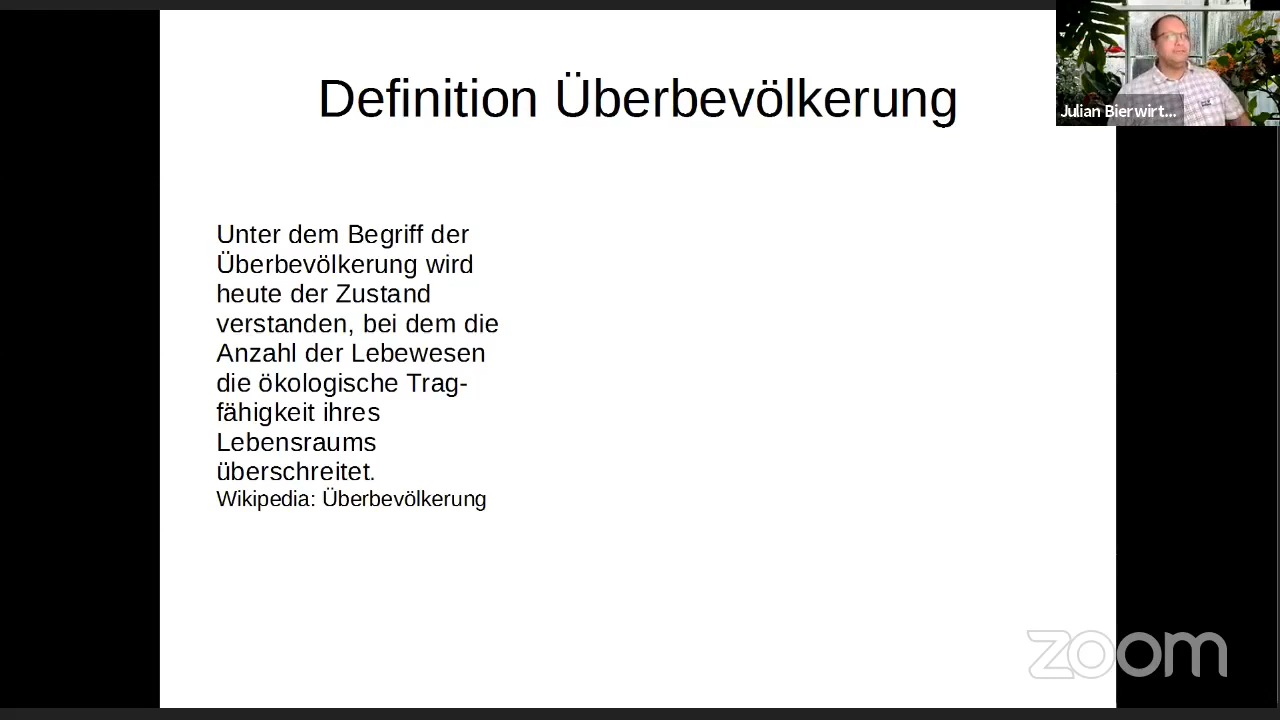 Definition Überbevölkerung
Julian Bierwirt...
Unter dem Begriff der
Überbevölkerung wird
heute der Zustand
verstanden, bei dem die
Anzahl der Lebewesen
die ökologische Trag-
fähigkeit ihres
Lebensraums
überschreitet.
Wikipedia: Überbevölkerung
zoom